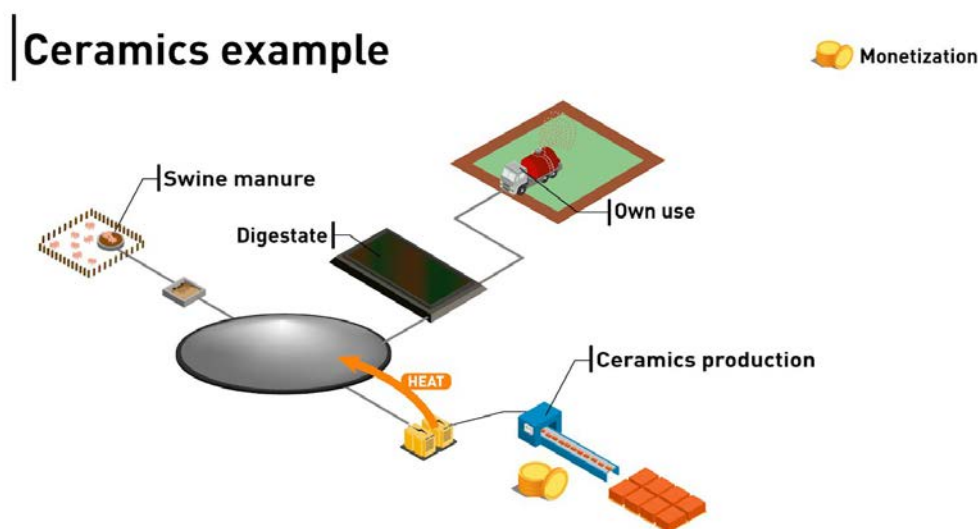 Ceramics example
Monetization
Swine manure
Own use
Digestate
Ceramics production
HEAT